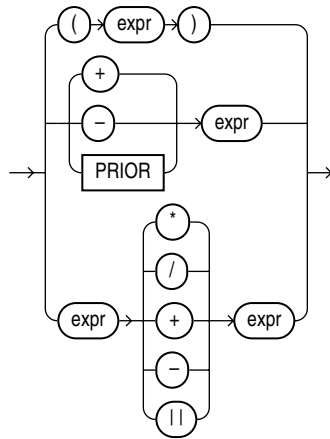 ( expr )
+
–
expr
PRIOR
*
/
expr + expr
–
||